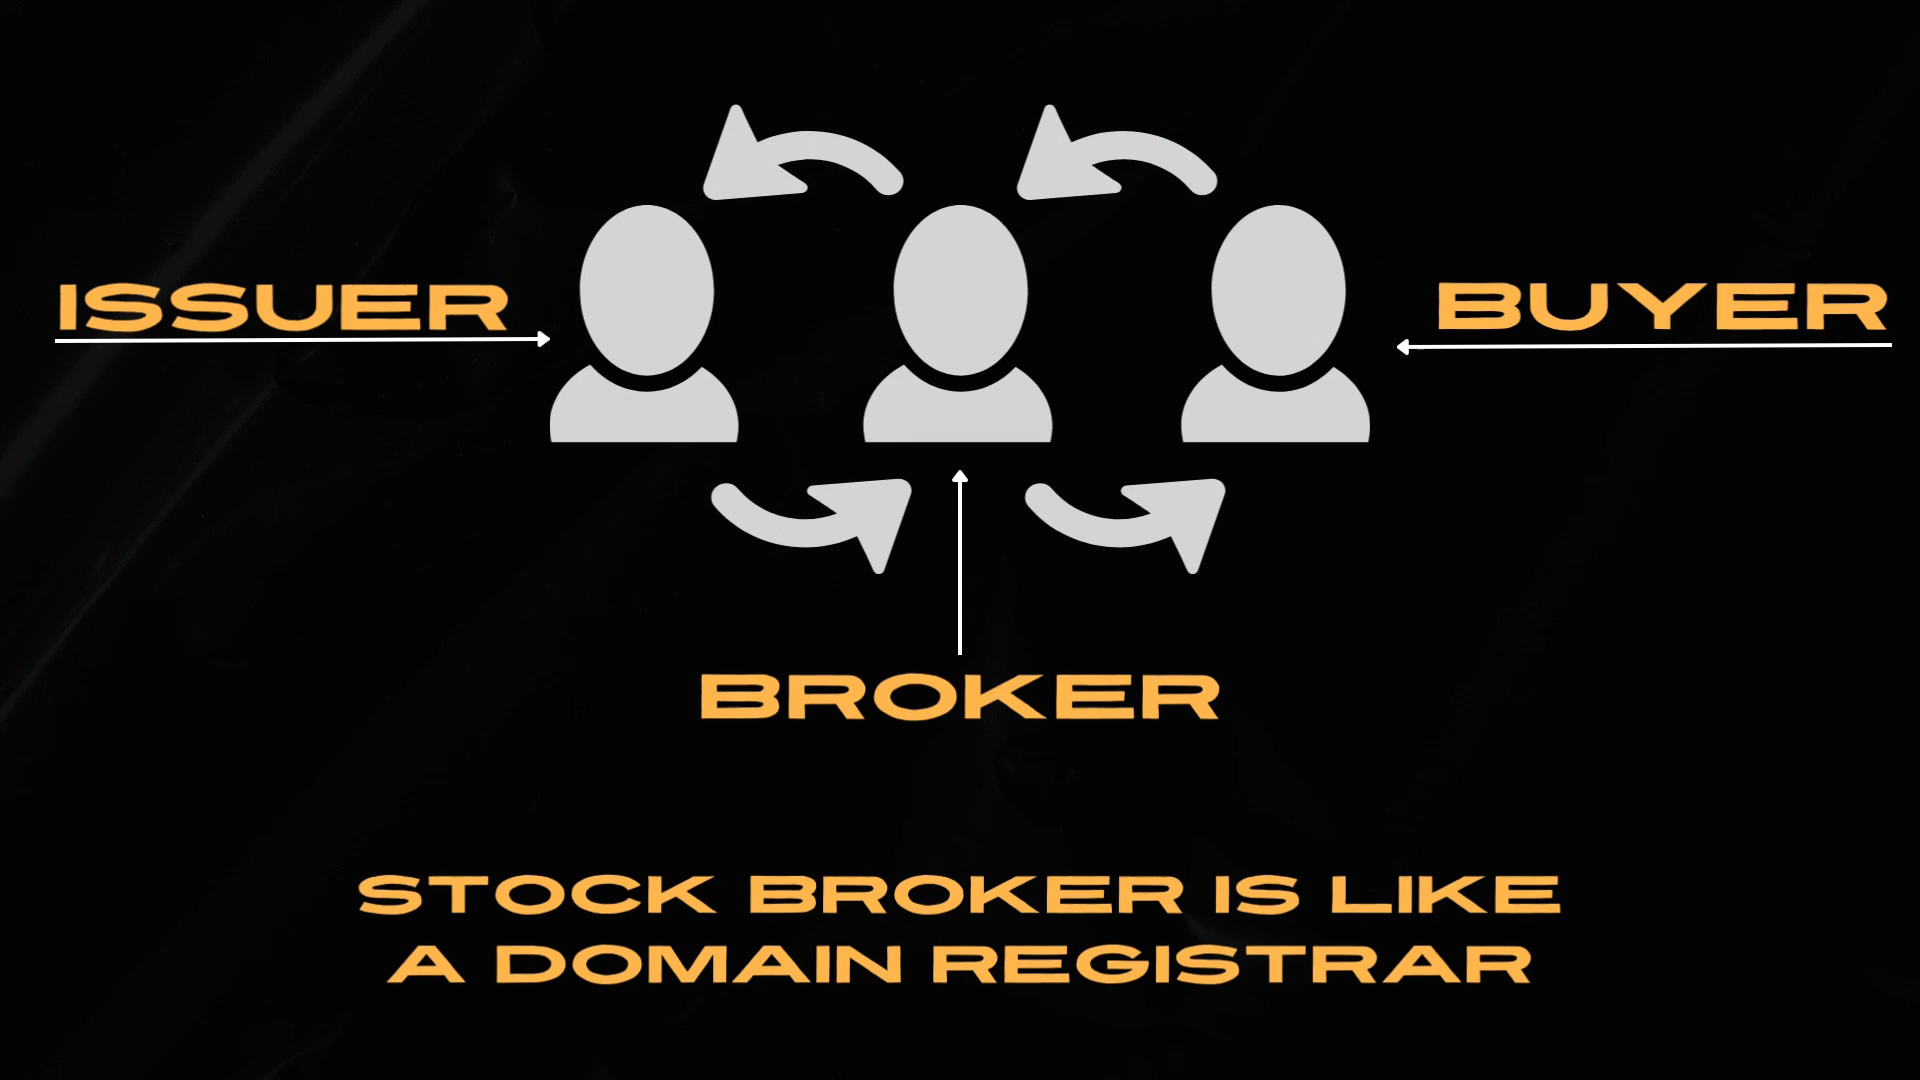 ISSUER
BUYER
BROKER
STOCK BROKER IS LIKE
A DOMAIN REGISTRAR